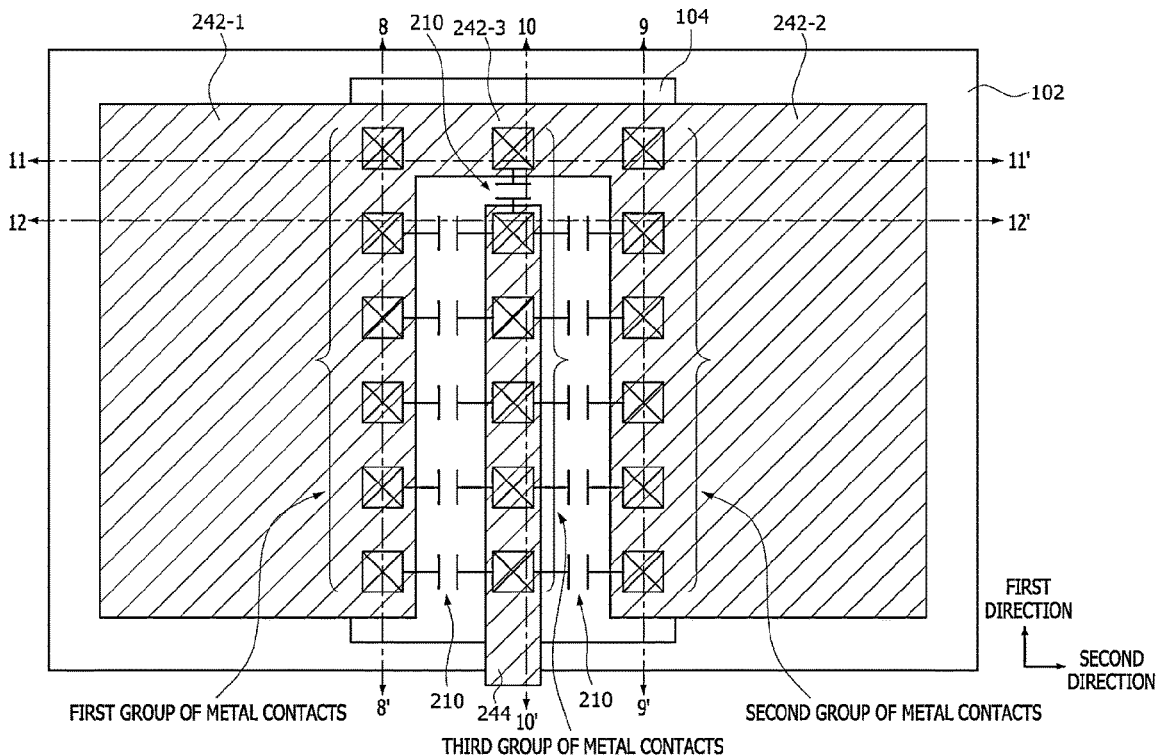 242-1 8 210 242-3 10 9 104 242-2
102
11 11'
210
12 12'
FIRST
DIRECTION
SECOND
DIRECTION
210 210
8' 244 10' 9'
FIRST GROUP OF METAL CONTACTS
SECOND GROUP OF METAL CONTACTS
THIRD GROUP OF METAL CONTACTS